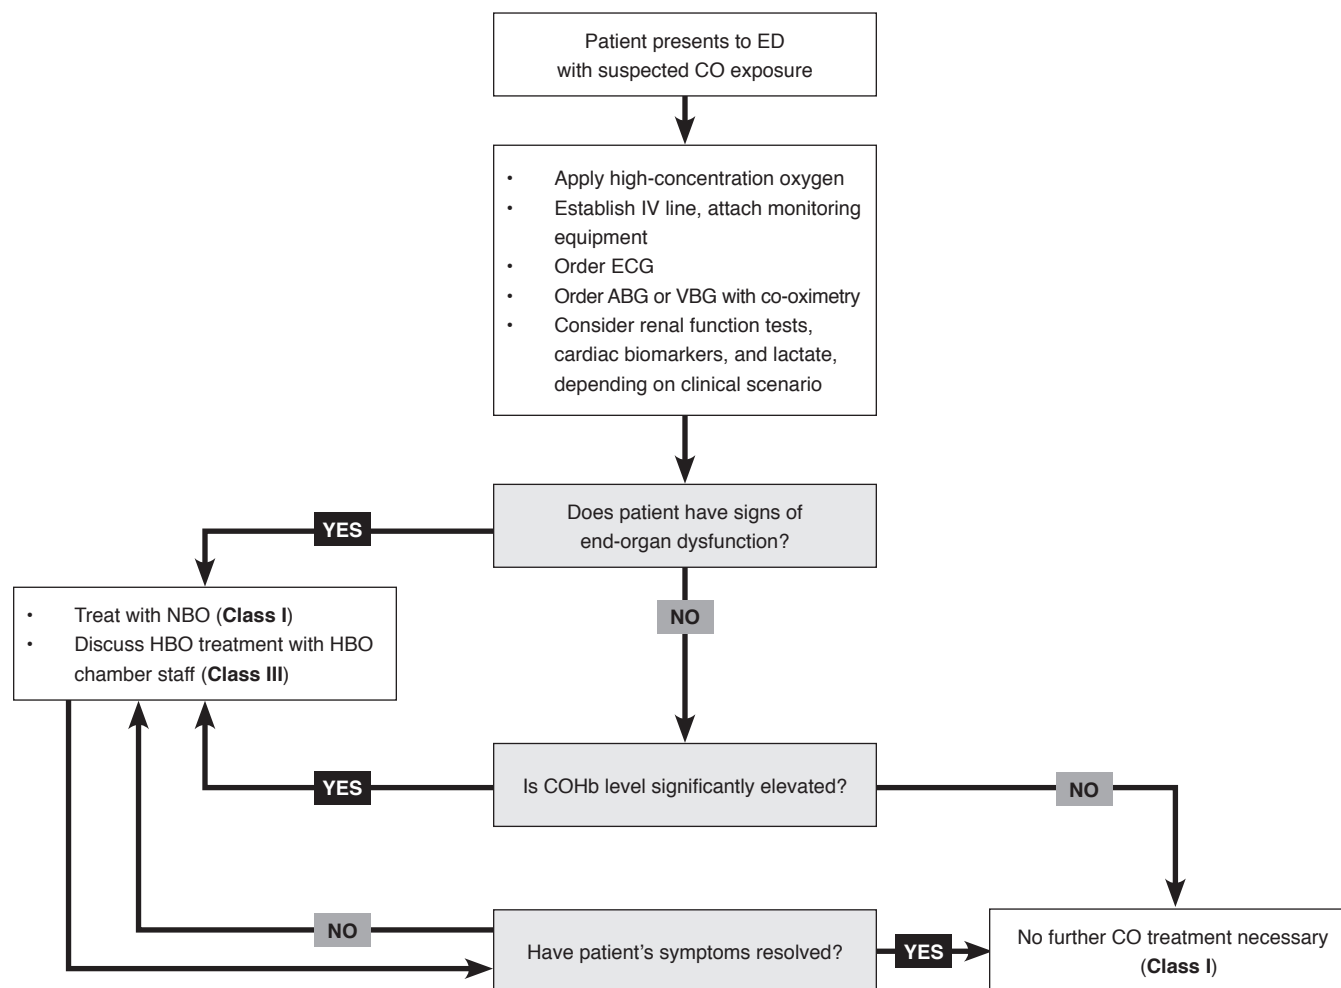 Patient presents to ED
with suspected CO exposure
• Apply high-concentration oxygen
• Establish IV line, attach monitoring
equipment
• Order ECG
• Order ABG or VBG with co-oximetry
• Consider renal function tests,
cardiac biomarkers, and lactate,
depending on clinical scenario
Does patient have signs of
end-organ dysfunction?
YES
NO
• Treat with NBO (Class I)
• Discuss HBO treatment with HBO
chamber staff (Class III)
Is COHb level significantly elevated?
YES
NO
Have patient's symptoms resolved?
NO
YES
No further CO treatment necessary
(Class I)